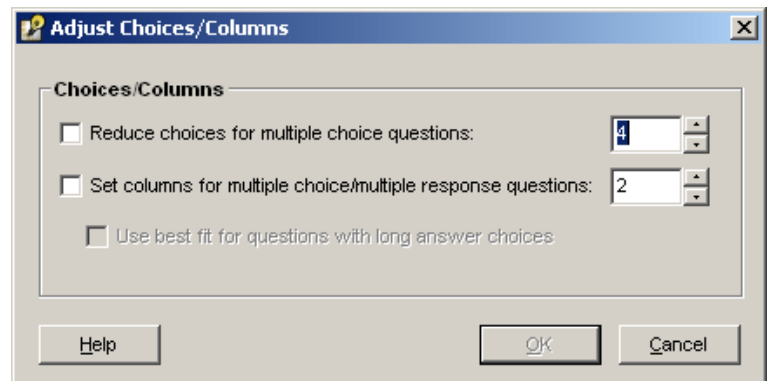 Adjust Choices/Columns
Choices/Columns
Reduce choices for multiple choice questions: 4
Set columns for multiple choice/multiple response questions: 2
Use best fit for questions with long answer choices
Help OK Cancel